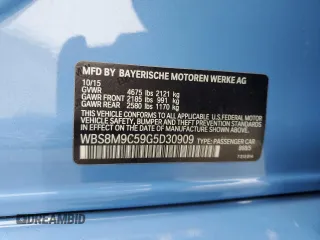 MFD BY BAYERISCHE MOTOREN WERKE AG
10/15
GVWR 4675 lbs 2121 kg
GAWR FRONT 2185 lbs 991 kg
GAWR REAR 2580 lbs 1170 kg
THIS VEHICLE CONFORMS TO ALL APPLICABLE U.S. FEDERAL MOTOR
VEHICLE SAFETY, BUMPER, AND THEFT PREVENTION STANDARDS
IN EFFECT ON THE DATE OF MANUFACTURE SHOWN ABOVE.
WBS8M9C59G5D30909 TYPE: PASSENGER CAR
DREAMBID